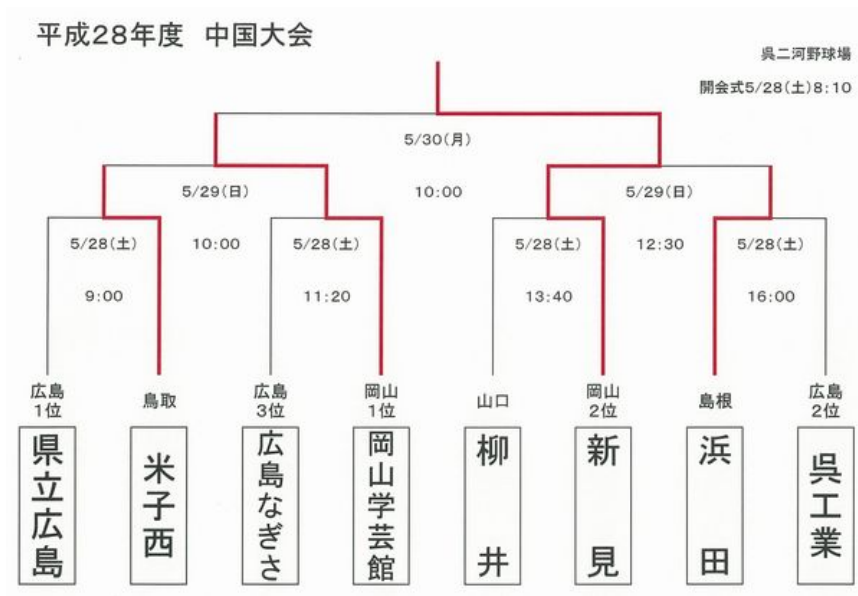 平成28年度 中国大会
呉二河野球場
開会式5/28(土)8:10
5/30(月)
10:00
5/29(日)
10:00
5/29(日)
12:30
5/28(土)
9:00
5/28(土)
11:20
5/28(土)
13:40
5/28(土)
16:00
広島
1位
鳥取
広島
3位
岡山
1位
山口
岡山
2位
島根
広島
2位
県立広島
米子西
広島なぎさ
岡山学芸館
柳井
新見
浜田
呉工業